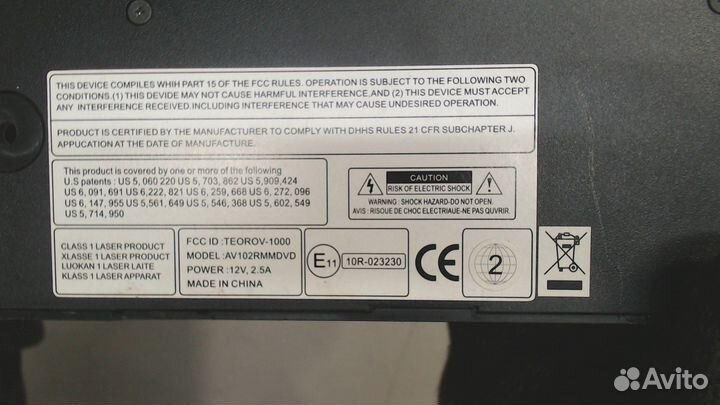 THIS DEVICE COMPILES WHIH PART 15 OF THE FCC RULES. OPERATION IS SUBJECT TO THE FOLLOWING TWO
CONDITIONS.(1) THIS DEVIDE MAY NOT CAUSE HARMFUL INTERFERENCE,AND (2) THIS DEVICE MUST ACCEPT
ANY INTERFERENCE RECEIVED.INCLUDING INTERFERENCE THAT MAY CAUSE UNDESIRED OPERATION.
PRODUCT IS CERTIFIED BY THE MANUFACTURER TO COMPLY WITH DHHS RULES 21 CFR SUBCHAPTER J.
APPUCATION AT THE DATE OF MANUFACTURE.
This product is covered by one or more of the following
U.S patents : US 5, 060 220 US 5, 703, 862 US 5,909,424
US 6, 091, 691 US 6,222, 821 US 6, 259, 668 US 6, 272, 096
US 6, 147, 955 US 5,561, 649 US 5, 546, 368 US 5, 602, 549
US 5, 714, 950
CAUTION
RISK OF ELECTRIC SHOCK
WARNING : SHOCK HAZARD-DO NOT OPEN.
AVIS : RISOUE DE CHOC ELECTRIAUE-NE PAS QUVRIR.
CLASS 1 LASER PRODUCT
XLASSE 1 PRODUCT LASER
LUOKAN 1 LASER LAITE
KLASS 1 LASER APPARAT
FCC ID : TEOROV-1000
MODEL: AV102RMMDVD
POWER : 12V, 2.5A
MADE IN CHINA
E11 10R-023230
CE
2
Avito